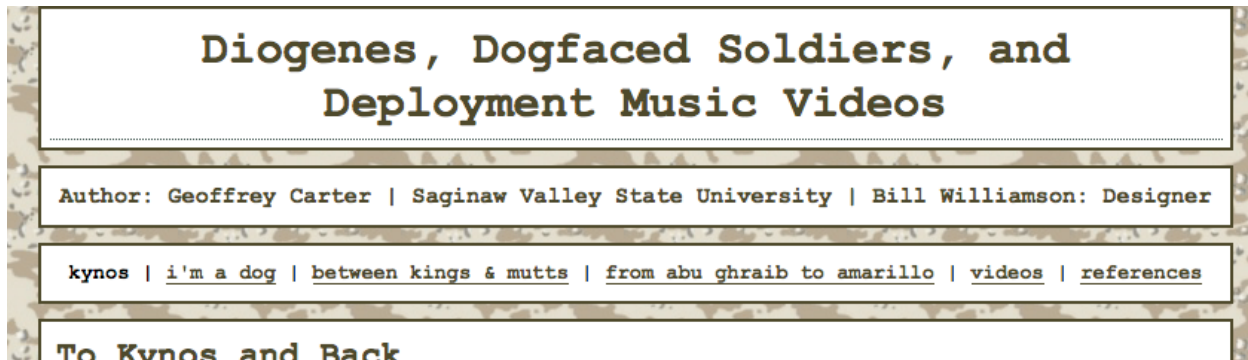 Diogenes, Dogfaced Soldiers, and
Deployment Music Videos
Author: Geoffrey Carter | Saginaw Valley State University | Bill Williamson: Designer
kynos | i'm a dog | between kings & mutts | from abu ghraib to amarillo | videos | references
To Kynos and Back